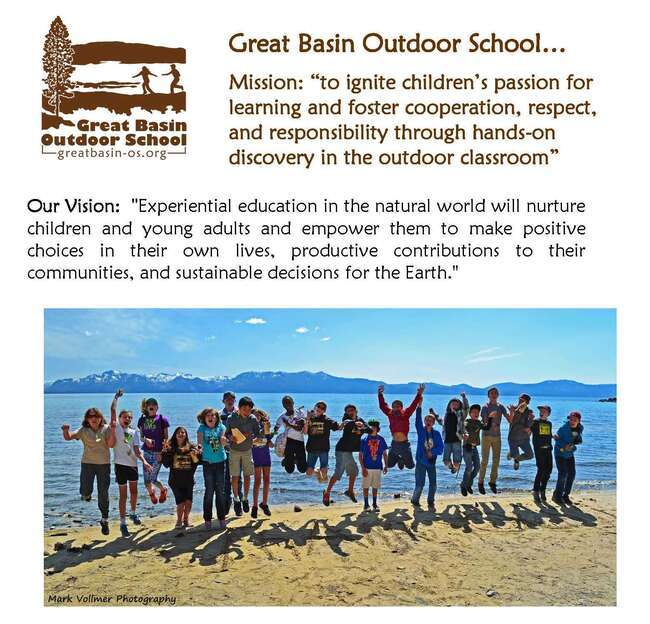 Great Basin
Outdoor School
greatbasin-os.org
Great Basin Outdoor School...
Mission: “to ignite children’s passion for
learning and foster cooperation, respect,
and responsibility through hands-on
discovery in the outdoor classroom”
Our Vision: "Experiential education in the natural world will nurture
children and young adults and empower them to make positive
choices in their own lives, productive contributions to their
communities, and sustainable decisions for the Earth."
Mark Vollmer Photography